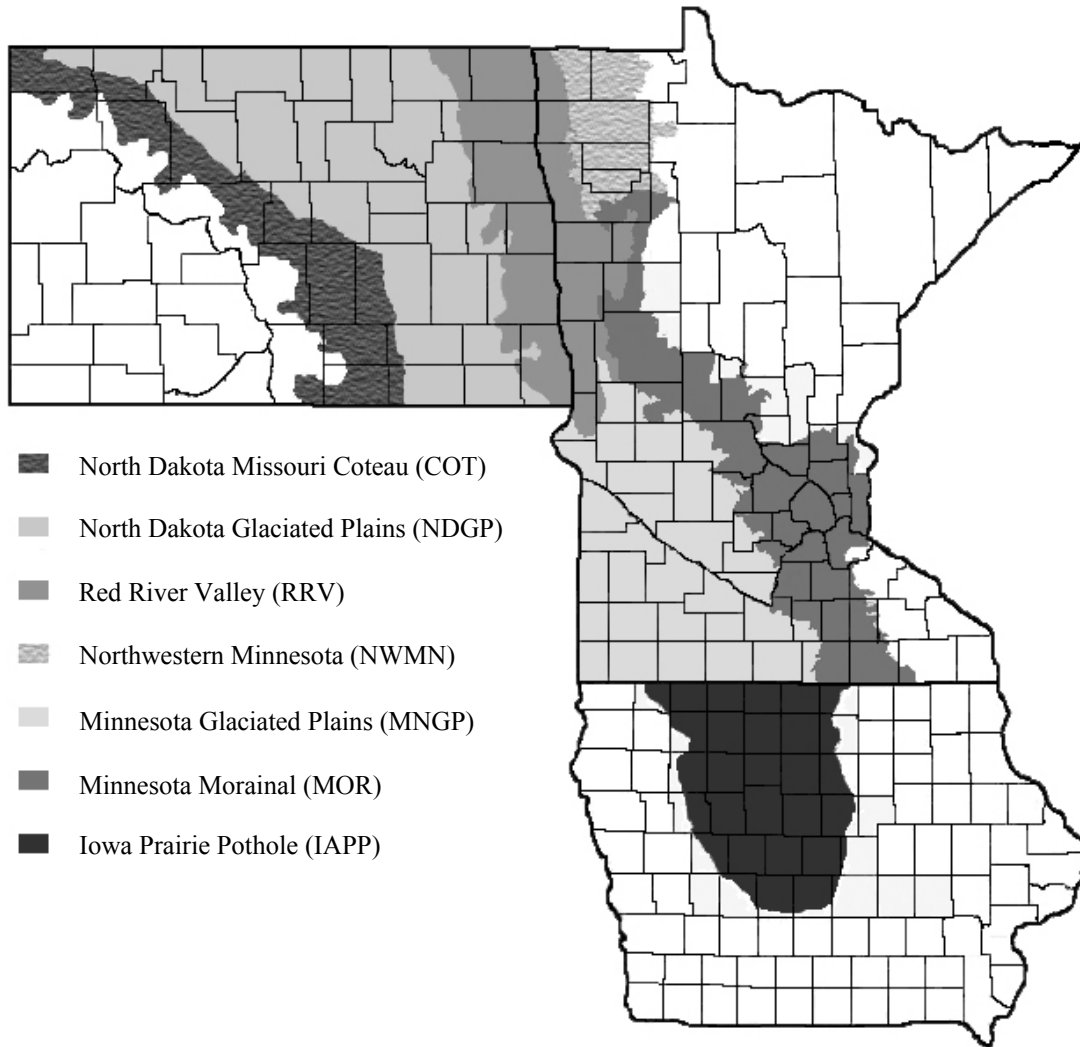 North Dakota Missouri Coteau (COT)
North Dakota Glaciated Plains (NDGP)
Red River Valley (RRV)
Northwestern Minnesota (NWMN)
Minnesota Glaciated Plains (MNGP)
Minnesota Morainal (MOR)
Iowa Prairie Pothole (IAPP)